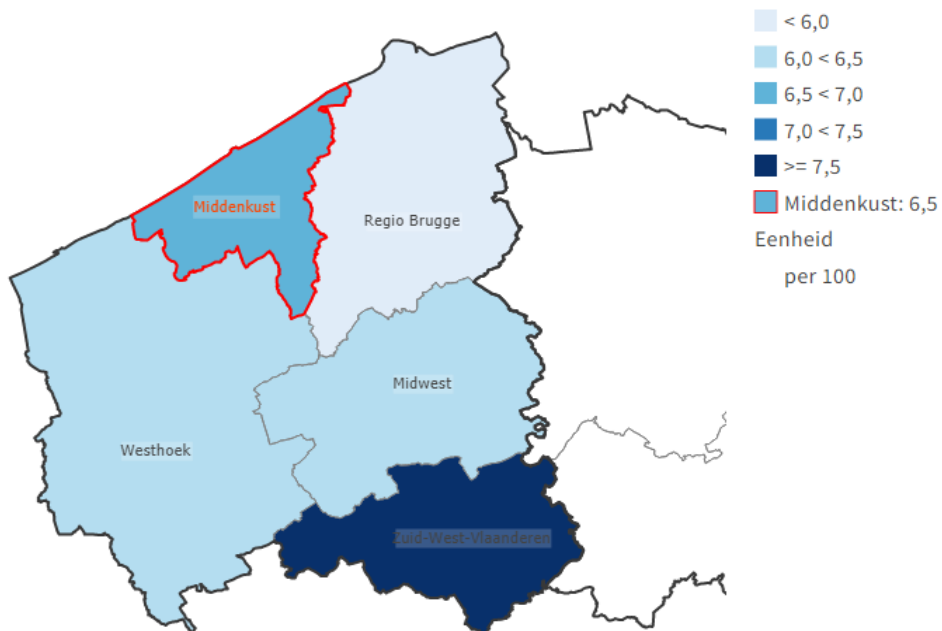 < 6,0
6,0 < 6,5
6,5 < 7,0
7,0 < 7,5
>= 7,5
Middenkust: 6,5
Eenheid
per 100
Middenkust
Regio Brugge
Midwest
Westhoek
Zuid-West-Vlaanderen